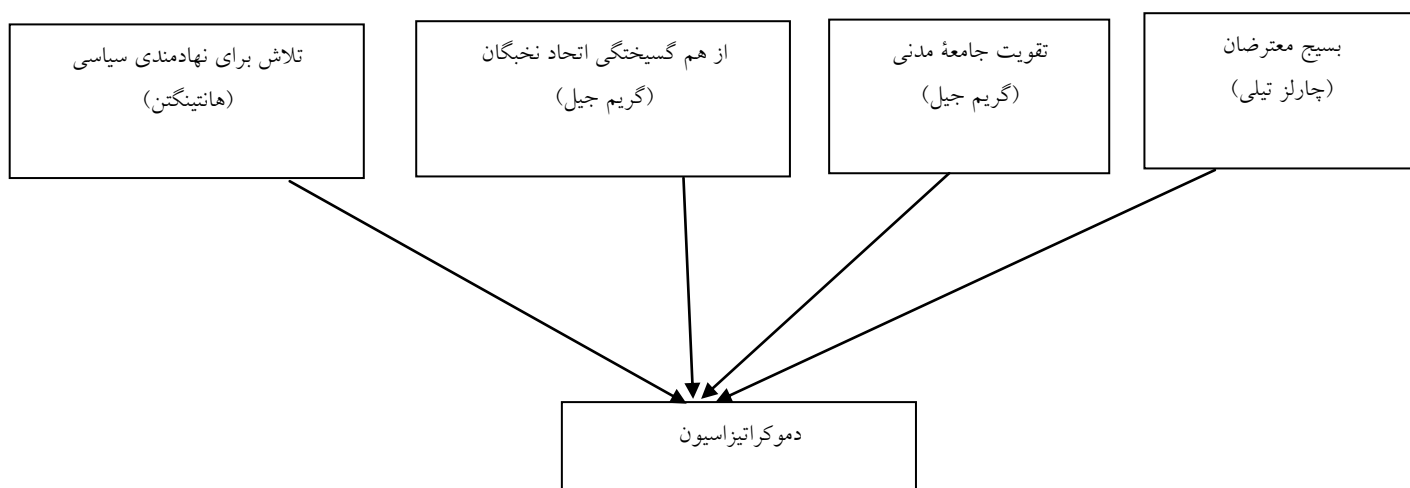 بسیج معترضان
(چارلز تیلی)
تقویت جامعهٔ مدنی
(گریم جیل)
از هم گسیختگی اتحاد نخبگان
(گریم جیل)
تلاش برای نهادمندی سیاسی
(هانتینگتن)
دموکراتیزاسیون